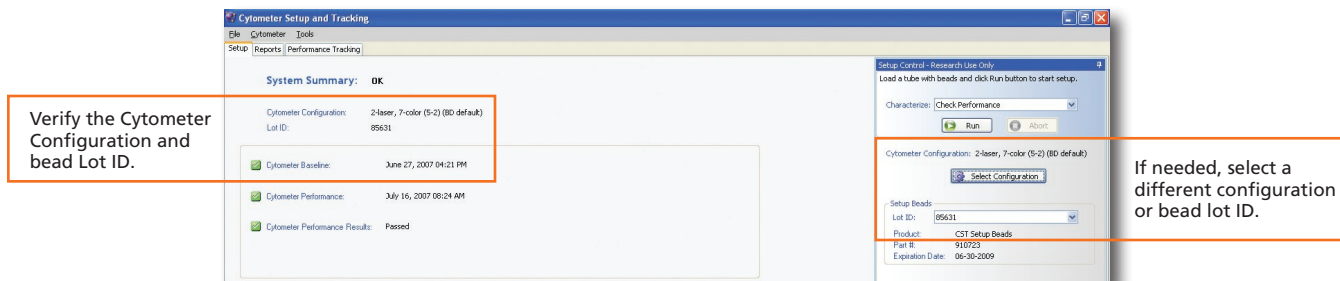 Cytometer Setup and Tracking
File Cytometer Tools
Setup Reports Performance Tracking
System Summary: OK
Cytometer Configuration: 2-laser, 7-color (5-2) (BD default)
Lot ID: 85631
Cytometer Baseline: June 27, 2007 04:21 PM
Cytometer Performance: July 16, 2007 08:24 AM
Cytometer Performance Results: Passed
Verify the Cytometer
Configuration and
bead Lot ID.
Setup Control - Research Use Only
Load a tube with beads and click Run button to start setup.
Characterize: Check Performance
Run Abort
Cytometer Configuration: 2-laser, 7-color (5-2) (BD default)
Select Configuration
Setup Beads
Lot ID: 85631
Product: CST Setup Beads
Part #: 910723
Expiration Date: 06-30-2009
If needed, select a
different configuration
or bead lot ID.